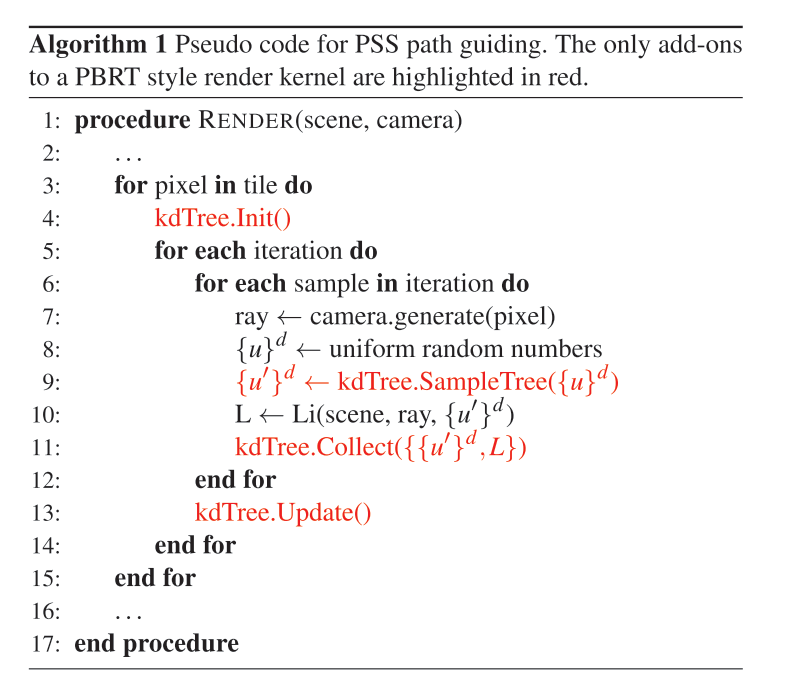 Algorithm 1 Pseudo code for PSS path guiding. The only add-ons
to a PBRT style render kernel are highlighted in red.
1: procedure RENDER(scene, camera)
2: ...
3: for pixel in tile do
4: kdTree.Init()
5: for each iteration do
6: for each sample in iteration do
7: ray ← camera.generate(pixel)
8: {u}^d ← uniform random numbers
9: {u′}^d ← kdTree.SampleTree({u}^d)
10: L ← Li(scene, ray, {u′}^d)
11: kdTree.Collect({{u′}^d, L})
12: end for
13: kdTree.Update()
14: end for
15: end for
16: ...
17: end procedure